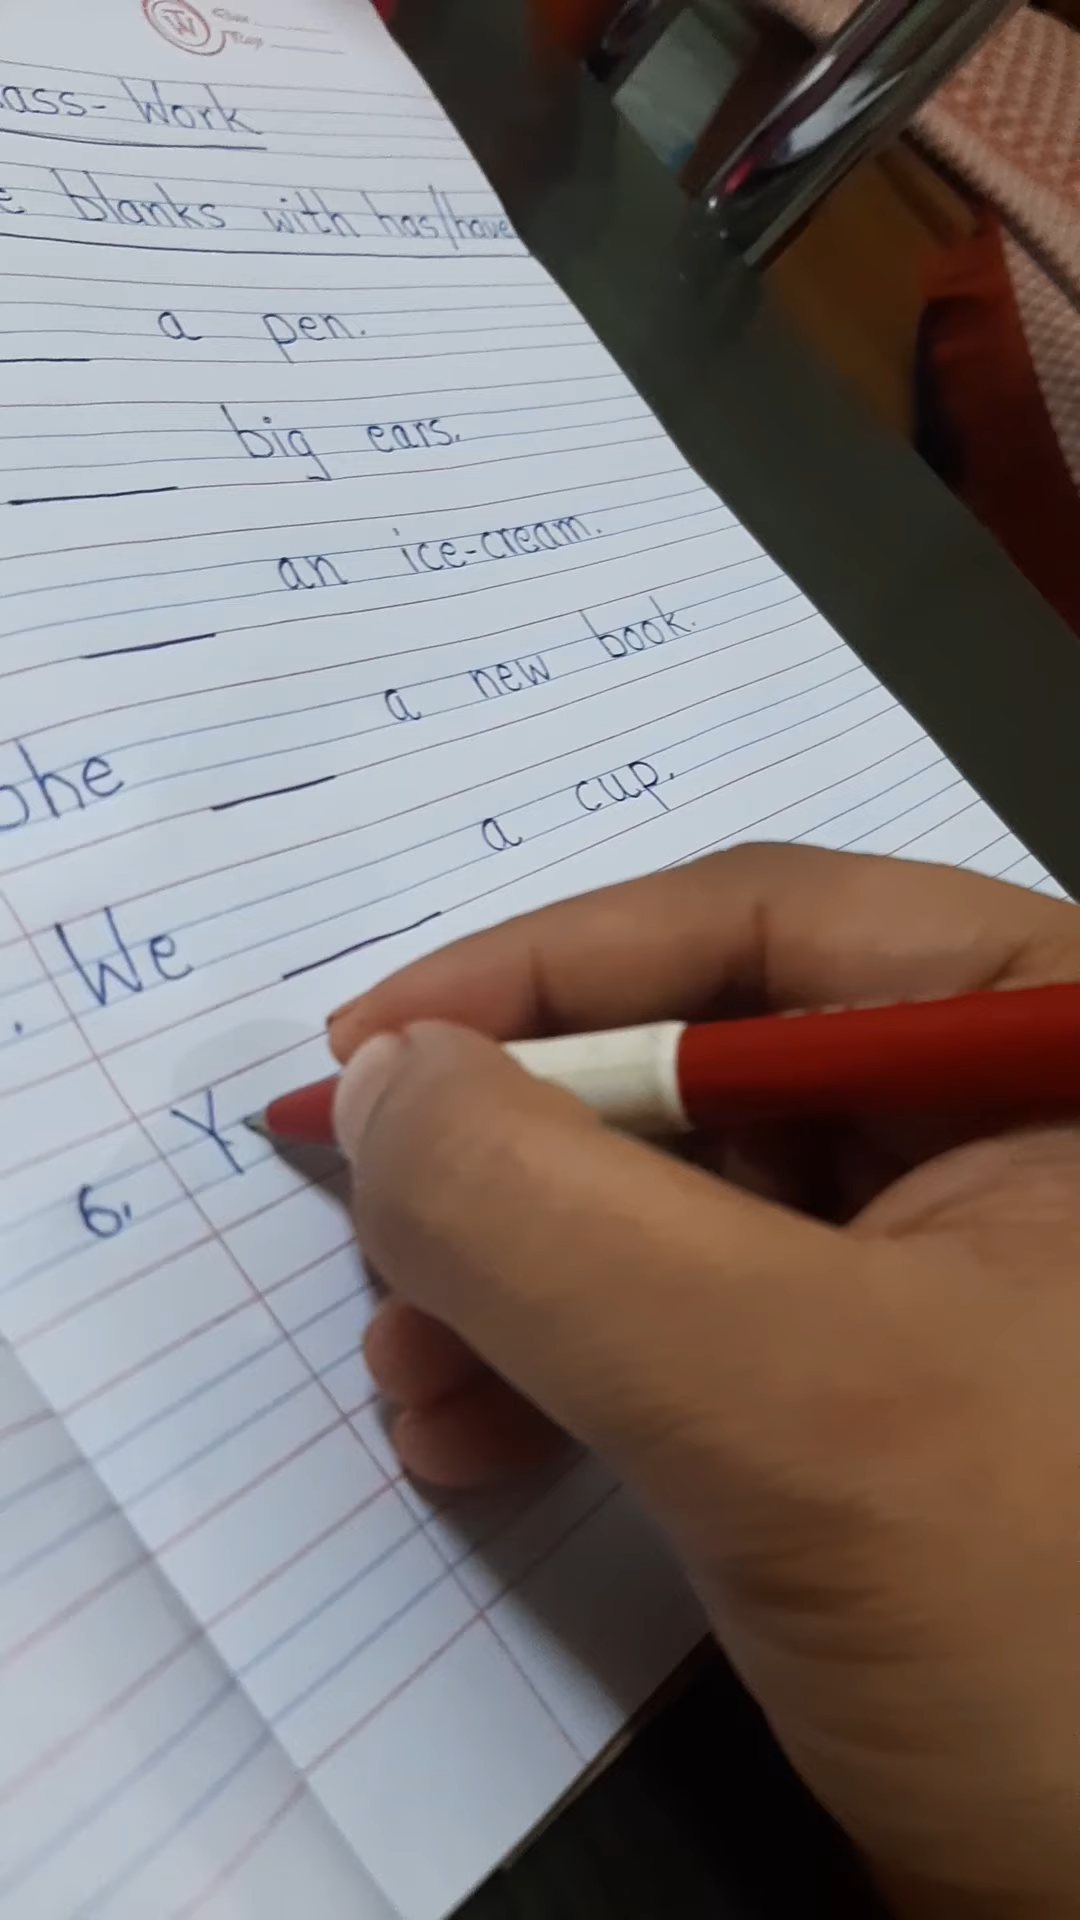 ass-Work
e blanks with has/have
a pen.
big ears.
an ice-cream.
he a new book.
. We a cup.
6. Y